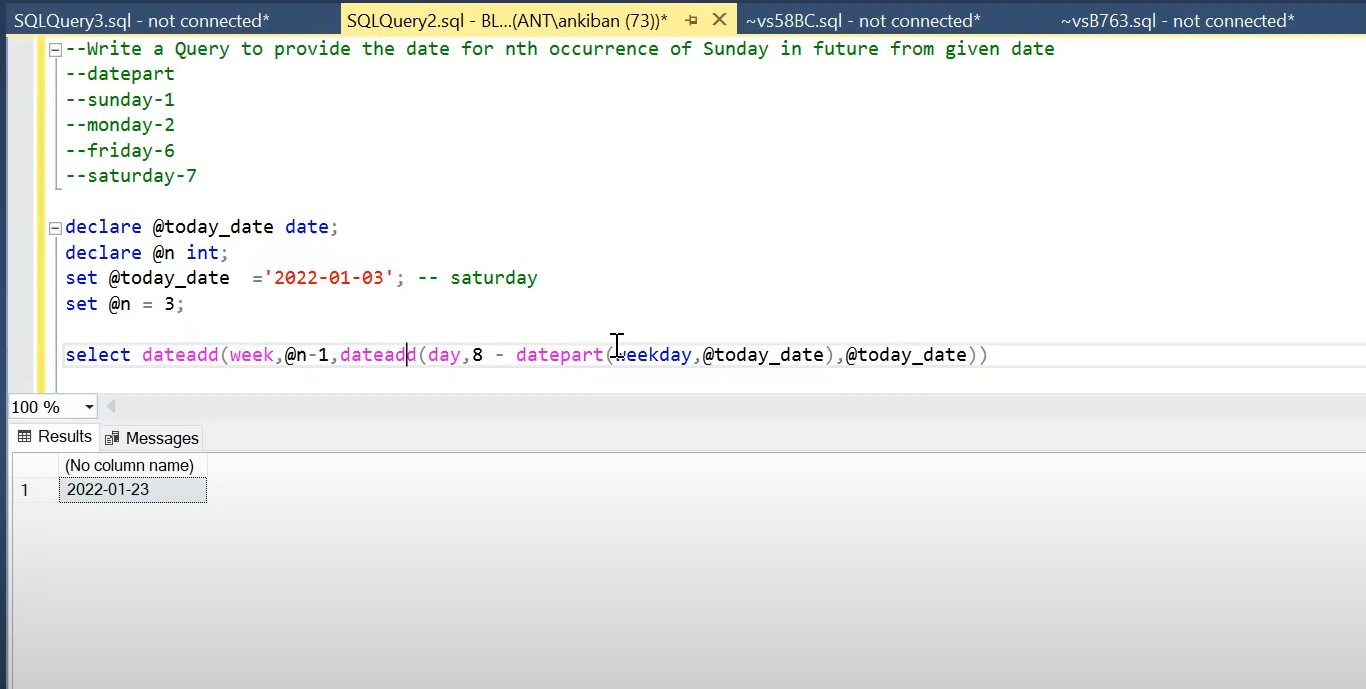 SQLQuery3.sql - not connected*
SQLQuery2.sql - BL...(ANT\ankiban (73))*
~vs58BC.sql - not connected*
~vsB763.sql - not connected*
--Write a Query to provide the date for nth occurrence of Sunday in future from given date
--datepart
--sunday-1
--monday-2
--friday-6
--saturday-7
declare @today_date date;
declare @n int;
set @today_date  ='2022-01-03'; -- saturday
set @n = 3;
select dateadd(week,@n-1,dateadd(day,8 - datepart(weekday,@today_date),@today_date))
100 %
Results
Messages
(No column name)
1 2022-01-23